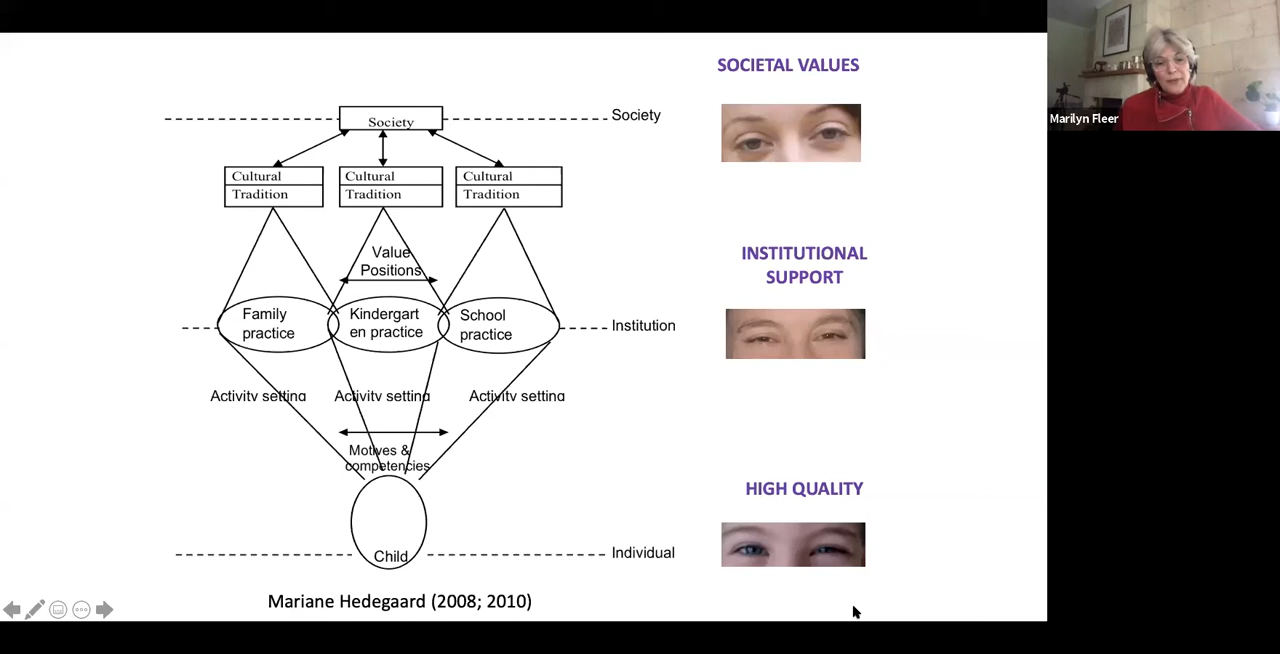 SOCIETAL VALUES
Society
Society
Marilyn Fleer
Cultural
Tradition
Cultural
Tradition
Cultural
Tradition
Value
Positions
INSTITUTIONAL
SUPPORT
Family
practice
Kindergart
en practice
School
practice
Institution
Activity setting
Activity setting
Activity setting
Motives &
competencies
HIGH QUALITY
Child
Individual
Mariane Hedegaard (2008; 2010)